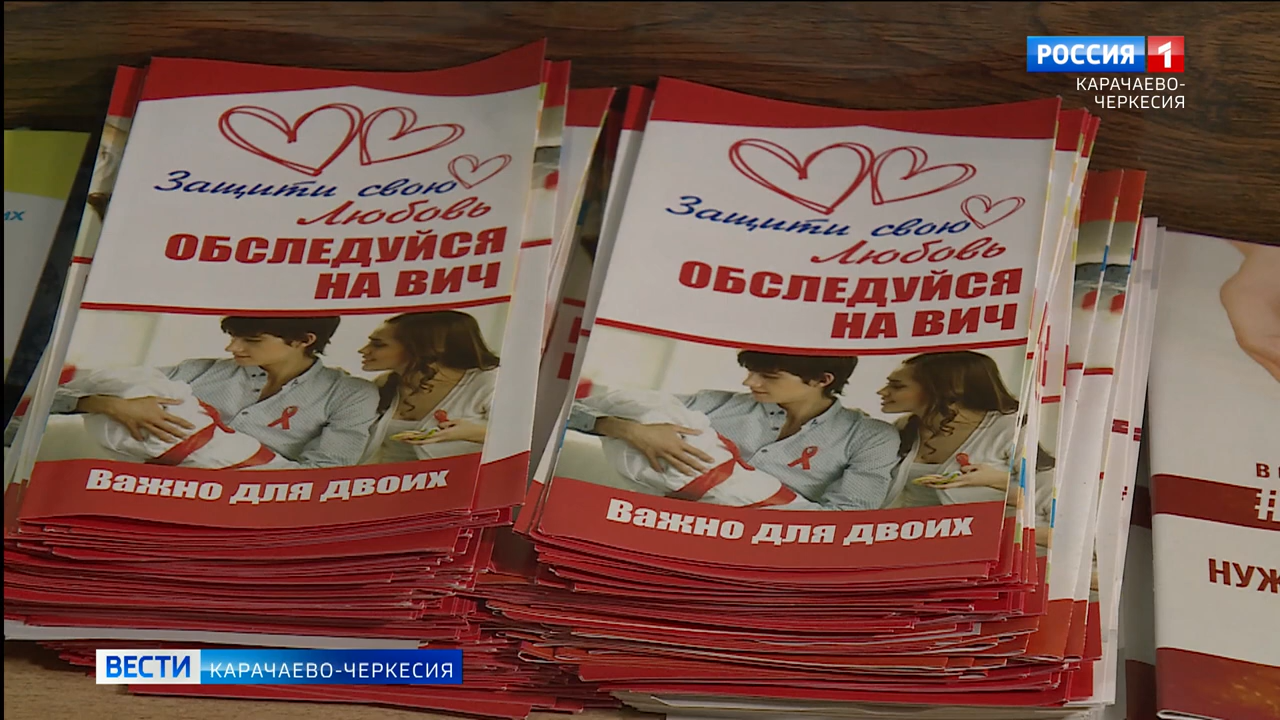 РОССИЯ 1
КАРАЧАЕВО-
ЧЕРКЕСИЯ
Защити свою
Любовь
ОБСЛЕДУЙСЯ
НА ВИЧ
Важно для двоих
Защити свою
Любовь
ОБСЛЕДУЙСЯ
НА ВИЧ
Важно для двоих
НУЖ
ВЕСТИ КАРАЧАЕВО-ЧЕРКЕСИЯ